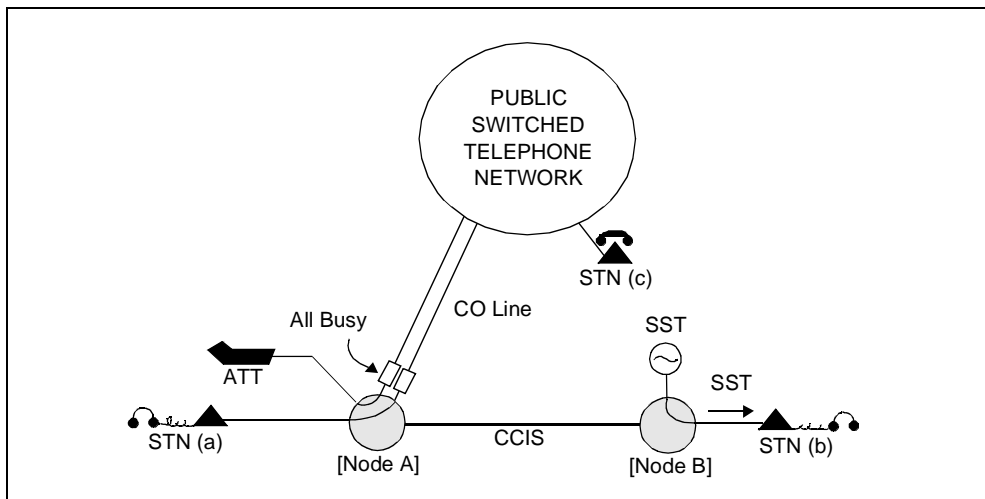 PUBLIC
SWITCHED
TELEPHONE
NETWORK
STN (c)
CO Line
All Busy
SST
ATT
SST
STN (a)
CCIS
STN (b)
[Node A]
[Node B]